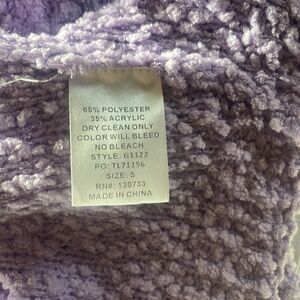 65% POLYESTER
35% ACRYLIC
DRY CLEAN ONLY
COLOR WILL BLEED
NO BLEACH
STYLE: G1122
PO: TL71156
SIZE: S
RN#: 130733
MADE IN CHINA